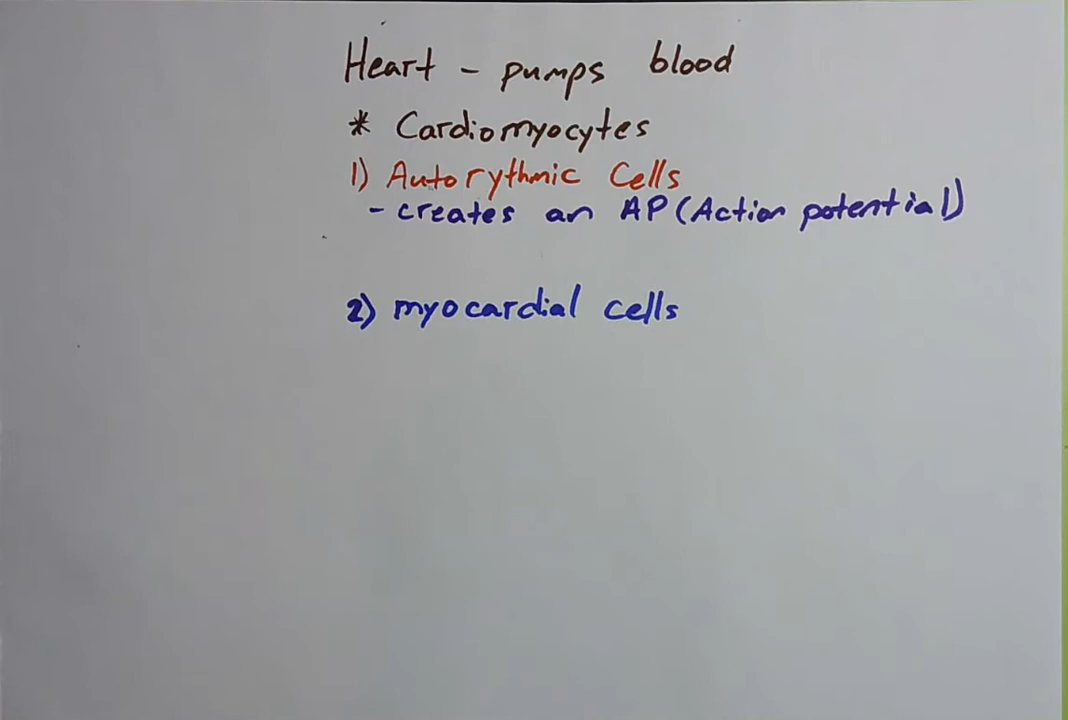 Heart - pumps blood
* Cardiomyocytes
1) Autorythmic Cells
- creates an AP (Action potential)
2) myocardial cells